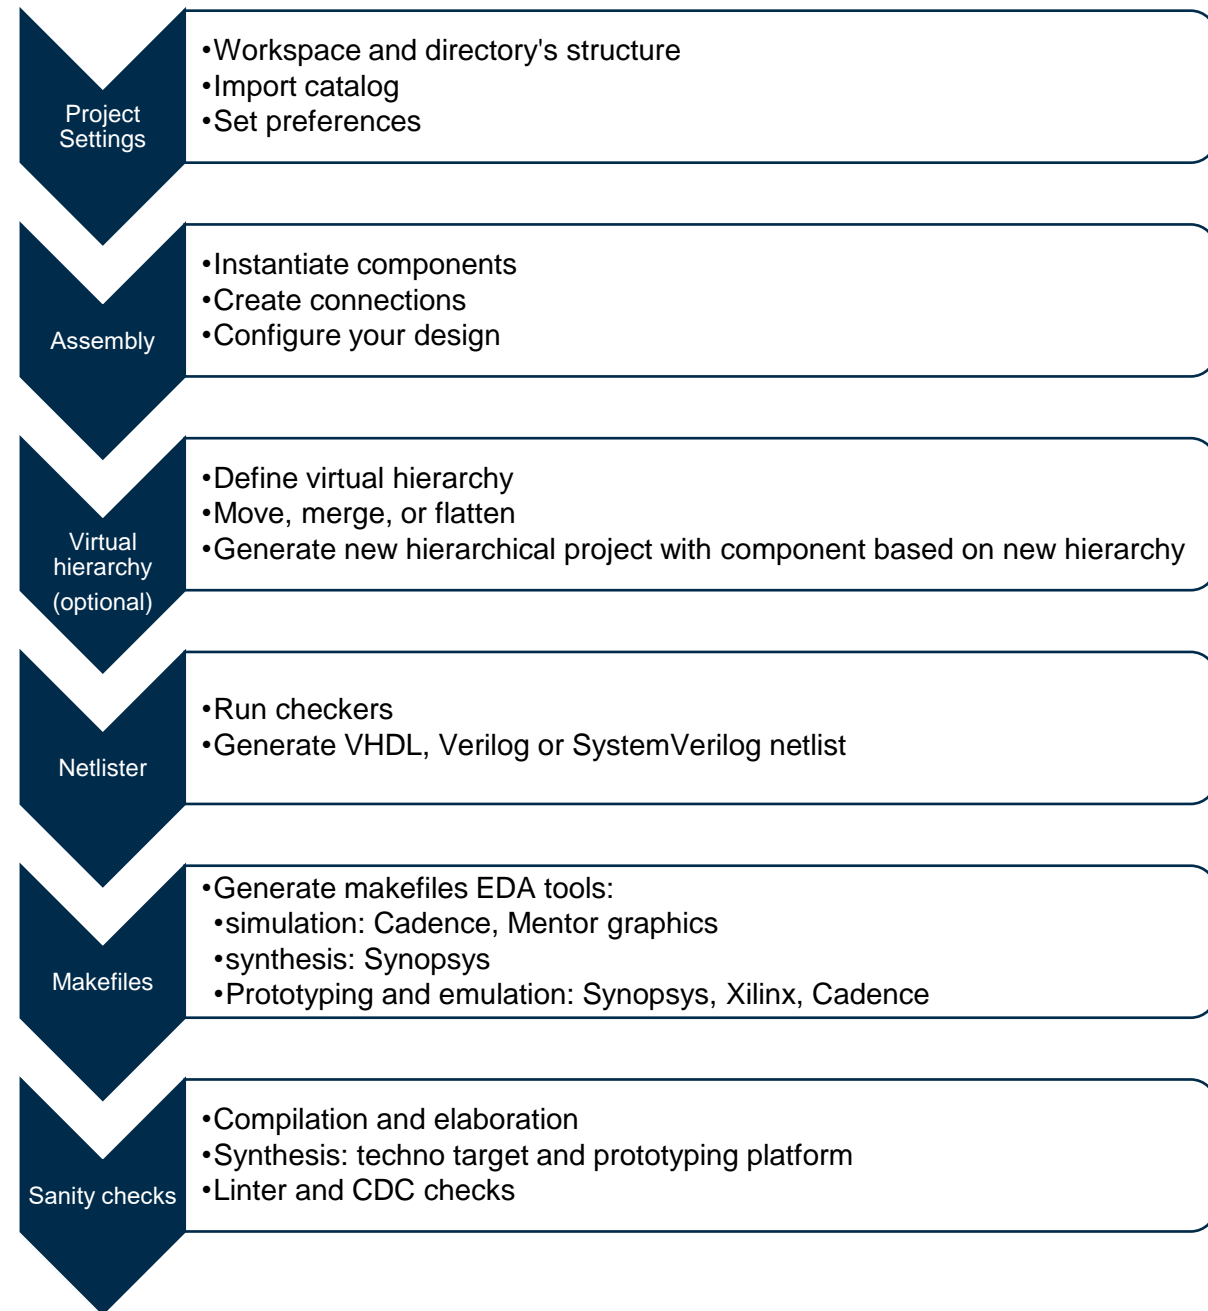 Project
Settings
•Workspace and directory's structure
•Import catalog
•Set preferences
Assembly
•Instantiate components
•Create connections
•Configure your design
Virtual
hierarchy
(optional)
•Define virtual hierarchy
•Move, merge, or flatten
•Generate new hierarchical project with component based on new hierarchy
Netlister
•Run checkers
•Generate VHDL, Verilog or SystemVerilog netlist
Makefiles
•Generate makefiles EDA tools:
•simulation: Cadence, Mentor graphics
•synthesis: Synopsys
•Prototyping and emulation: Synopsys, Xilinx, Cadence
Sanity checks
•Compilation and elaboration
•Synthesis: techno target and prototyping platform
•Linter and CDC checks